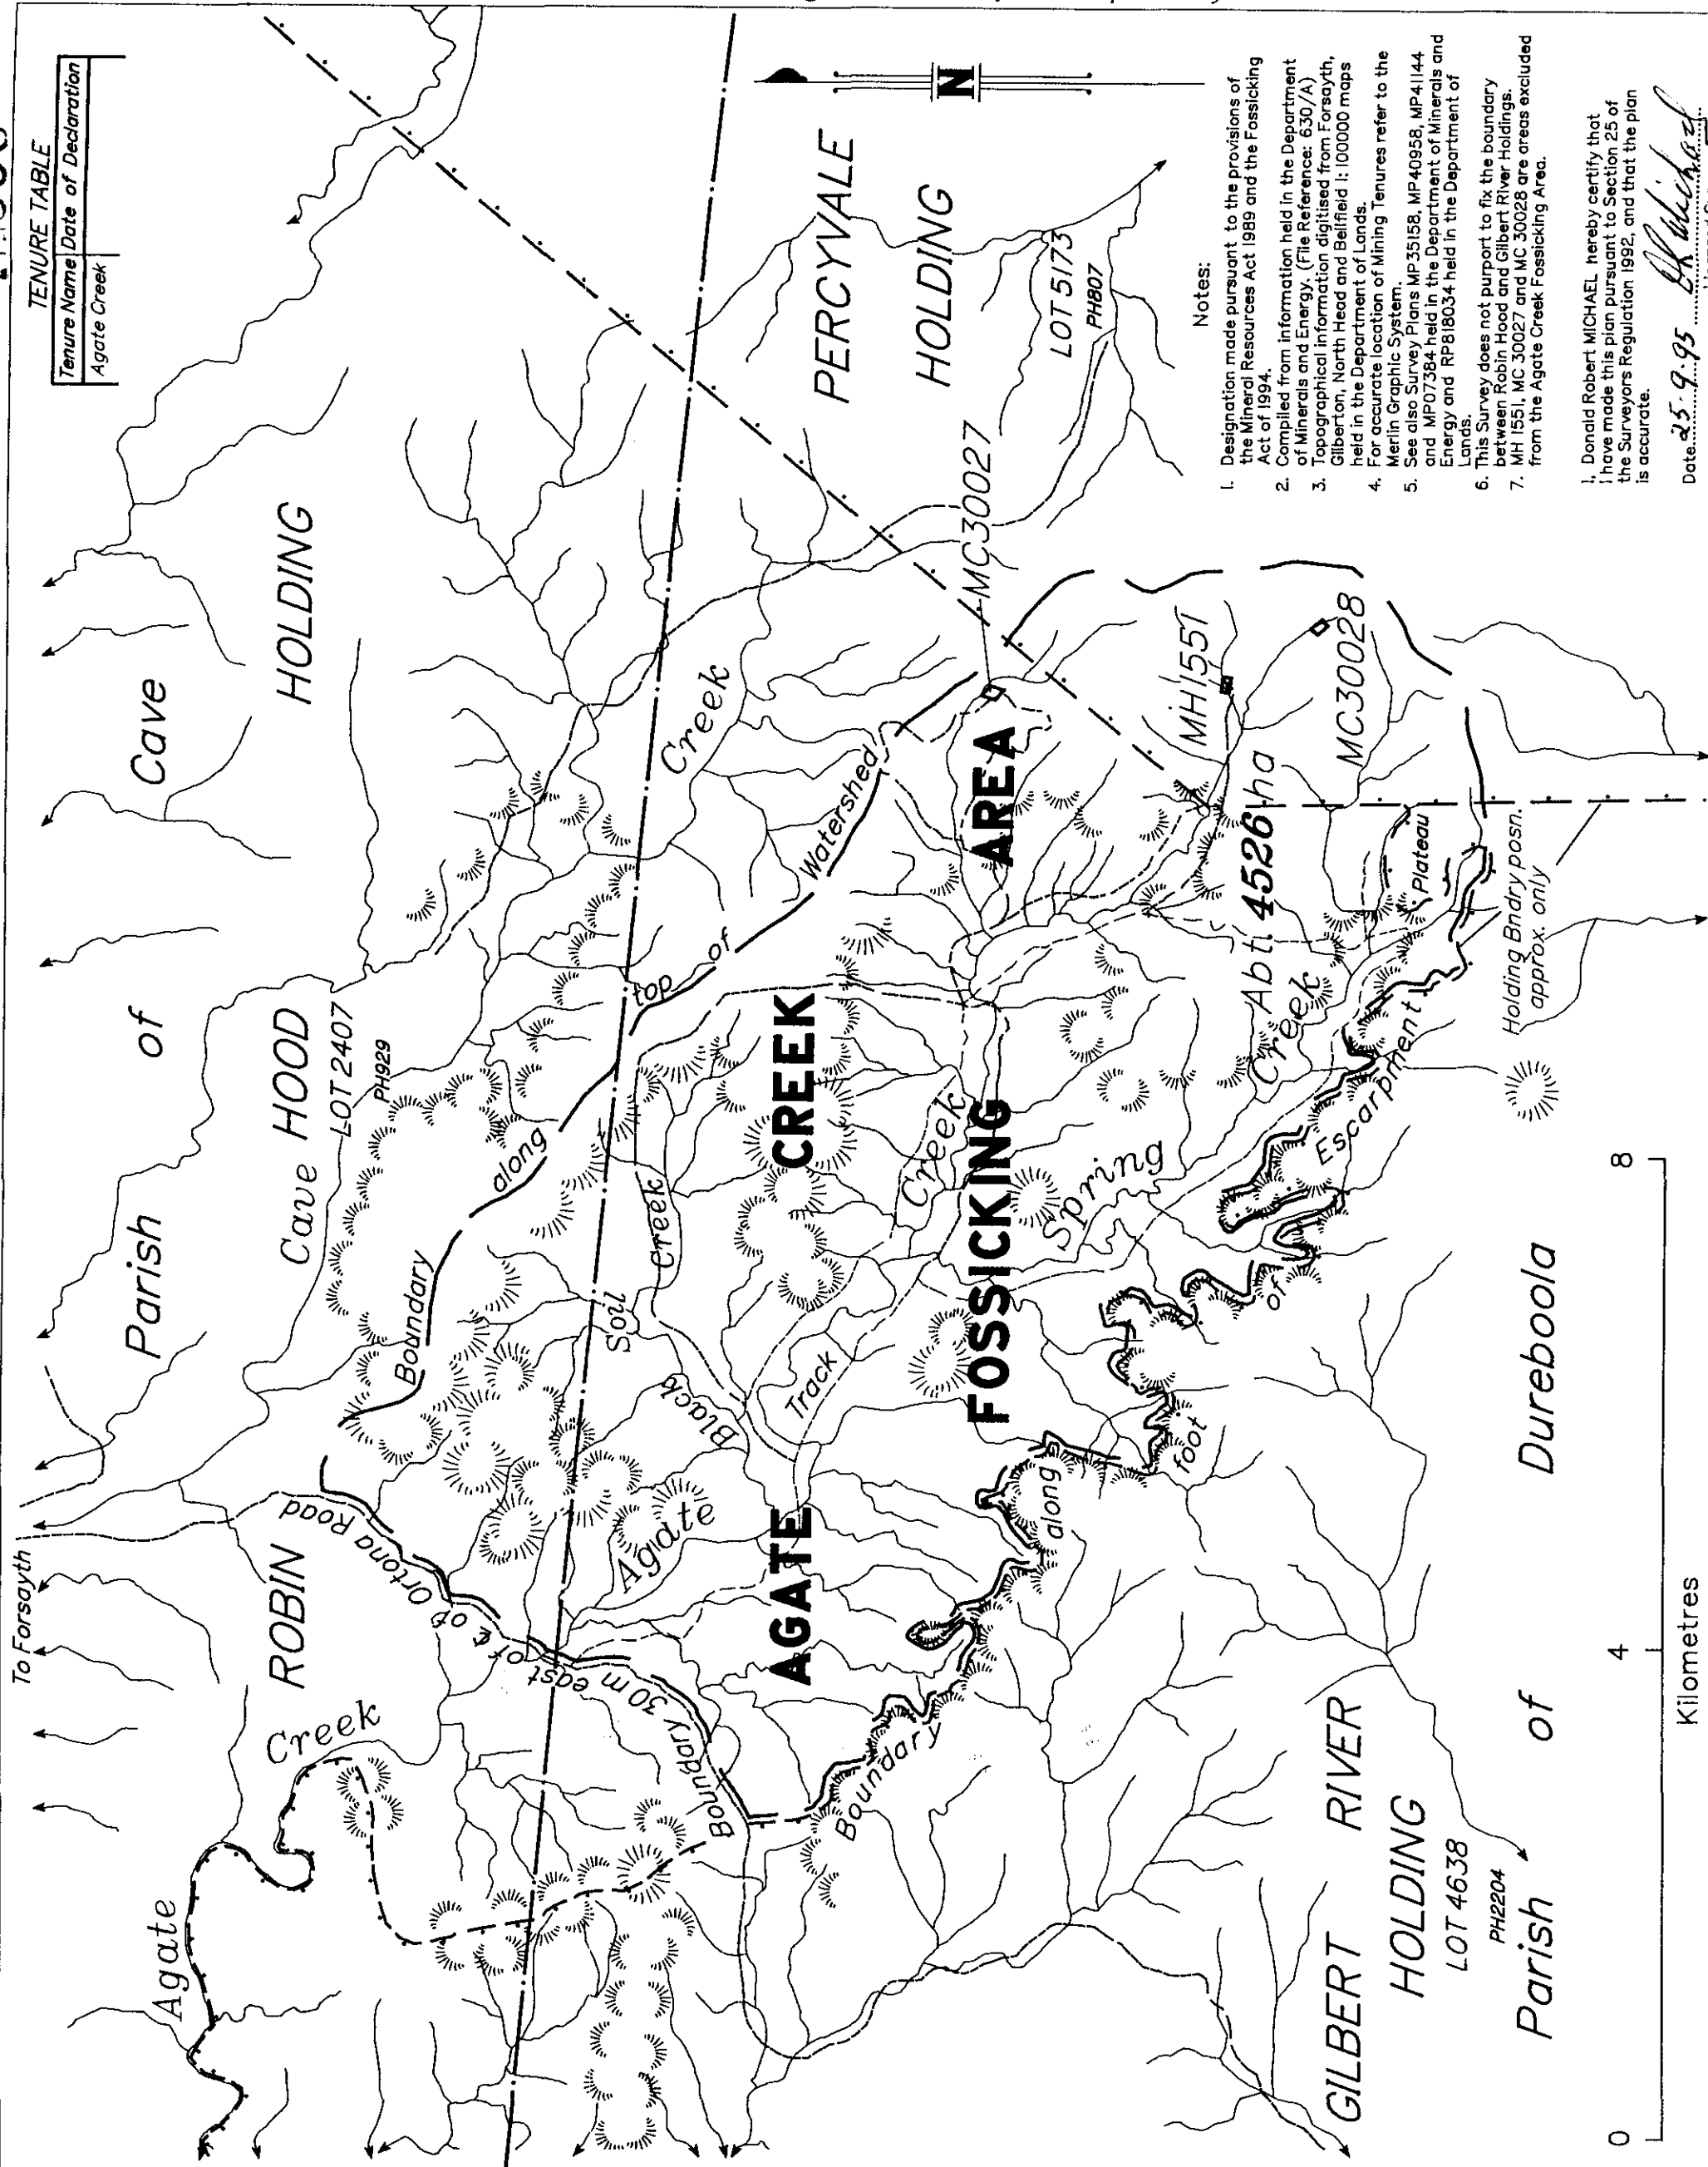 TENURE TABLE
Tenure Name Date of Declaration
Agate Creek
N
To Forsayth
Parish of Cave
Agate
Creek
ROBIN
Cave HOOD
HOLDING
LOT 2407
PH929
PERCYVALE
HOLDING
LOT 5173
PH807
Boundary 30 m east of ℄ of Ortona Road
Boundary along top of Watershed
Soil
Creek
Black
Agate
Track
Creek
Creek
Spring
Creek
AGATE CREEK
FOSSICKING AREA
Abt. 4526 ha
MC30027
MH 1551
MC30028
Plateau
Boundary along foot of Escarpment
Holding Bndry posn.
approx. only
GILBERT RIVER
HOLDING
LOT 4638
PH2204
Parish of Dureboola
0 4 8
Kilometres
Notes:
1. Designation made pursuant to the provisions of
the Mineral Resources Act 1989 and the Fossicking
Act of 1994.
2. Compiled from information held in the Department
of Minerals and Energy. (File Reference: 630/A)
3. Topographical information digitised from Forsayth,
Gilberton, North Head and Bellfield 1:100000 maps
held in the Department of Lands.
4. For accurate location of Mining Tenures refer to the
Merlin Graphic System.
5. See also Survey Plans MP35158, MP40958, MP41144
and MP07384 held in the Department of Minerals and
Energy and RP818034 held in the Department of
Lands.
6. This Survey does not purport to fix the boundary
between Robin Hood and Gilbert River Holdings.
7. MH 1551, MC 30027 and MC 30028 are areas excluded
from the Agate Creek Fossicking Area.
I, Donald Robert MICHAEL hereby certify that
I have made this plan pursuant to Section 25 of
the Surveyors Regulation 1992, and that the plan
is accurate.
Date 25·9·95 DR Michael